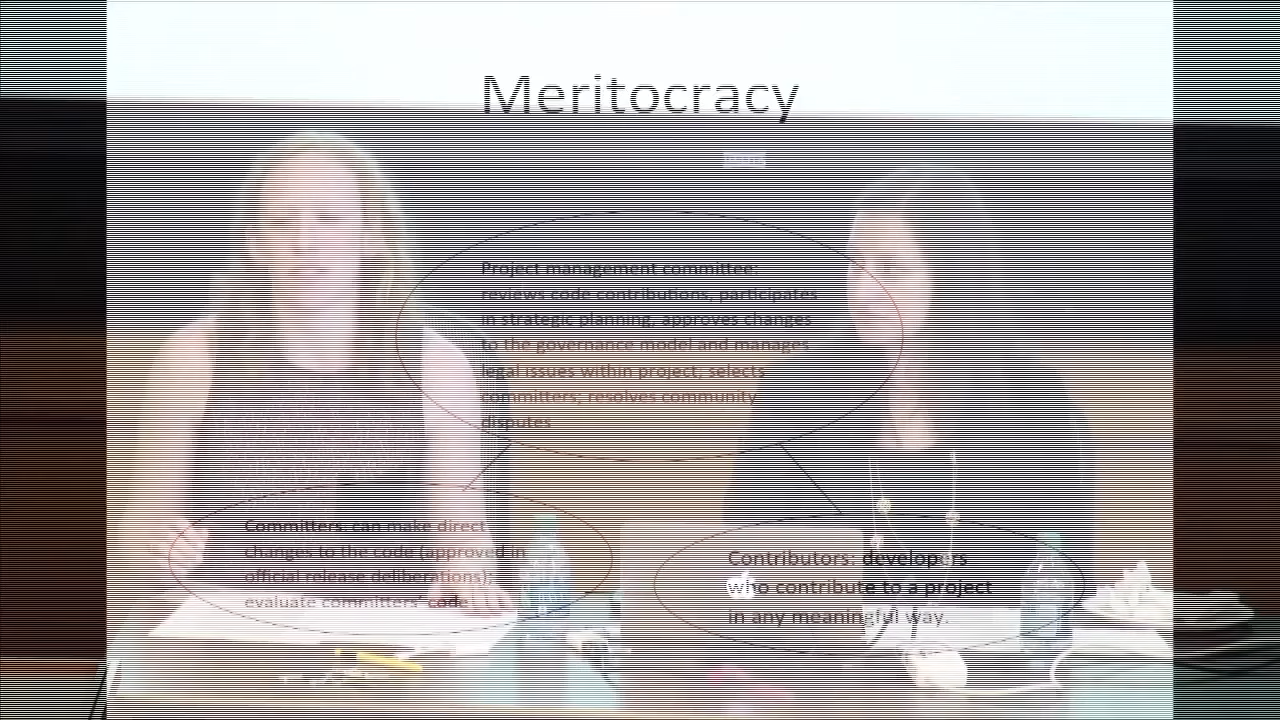 Meritocracy
Project management committee:
reviews code contributions, participates
in strategic planning, approves changes
to the governance model and manages
legal issues within project; selects
committers; resolves community
disputes
Committers, can make direct
changes to the code (approved in
official release deliberations);
evaluate committers' code
Contributors: developers
who contribute to a project
in any meaningful way.